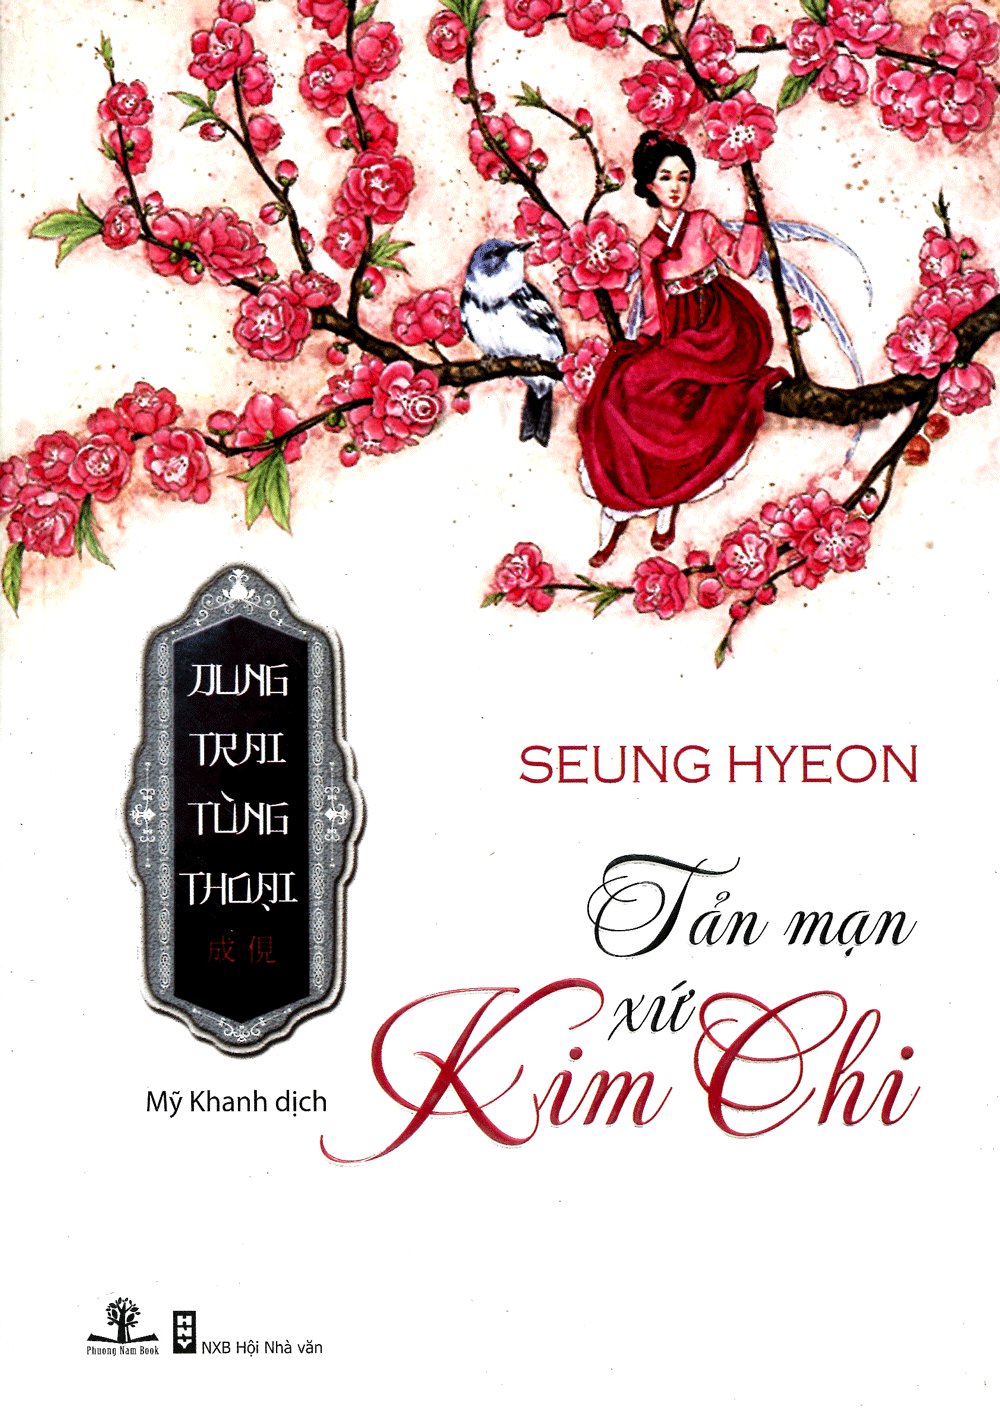 DUNG
TRAI
TÙNG
THOẠI
成 俔
SEUNG HYEON
Tản mạn
xứ
Kim Chi
Mỹ Khanh dịch
Phuong Nam Book
HNV
NXB Hội Nhà văn